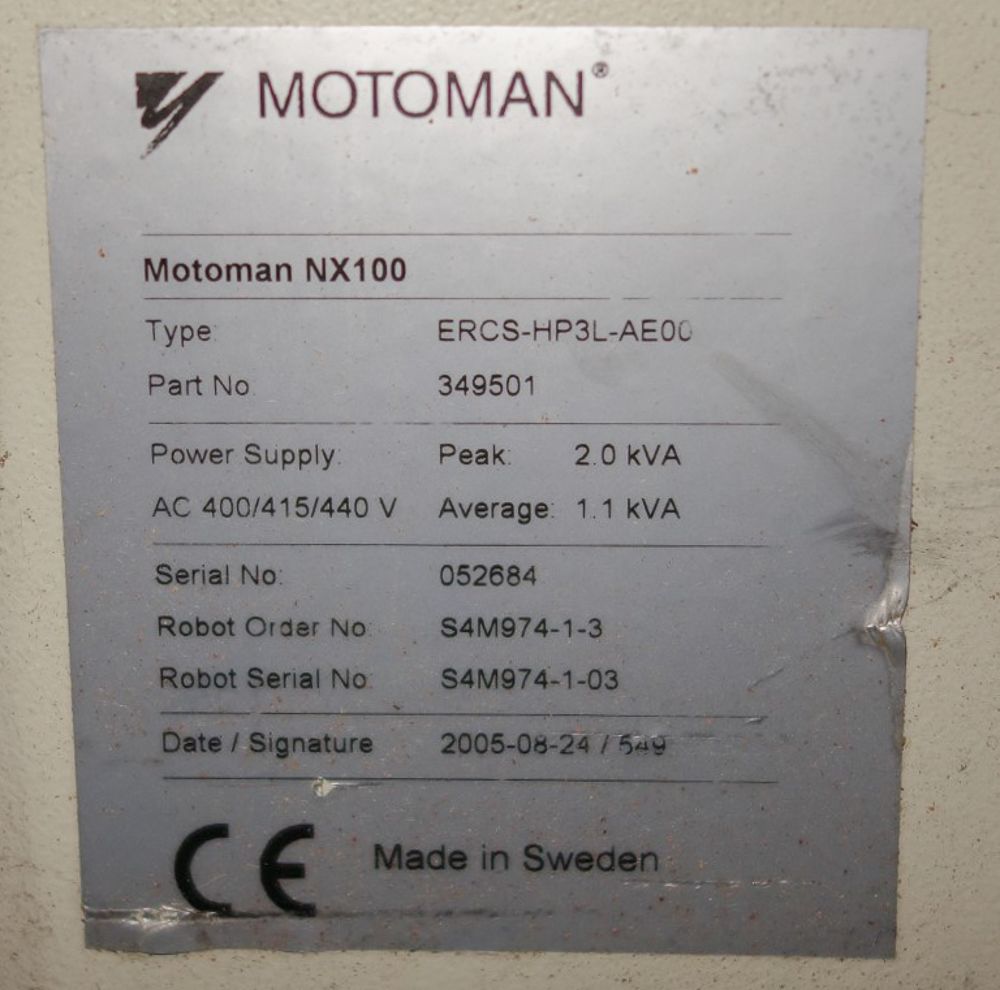 MOTOMAN®
Motoman NX100
Type: ERCS-HP3L-AE00
Part No. 349501
Power Supply: Peak: 2.0 kVA
AC 400/415/440 V Average: 1.1 kVA
Serial No: 052684
Robot Order No: S4M974-1-3
Robot Serial No: S4M974-1-03
Date / Signature 2005-08-24 / 549
CE Made in Sweden